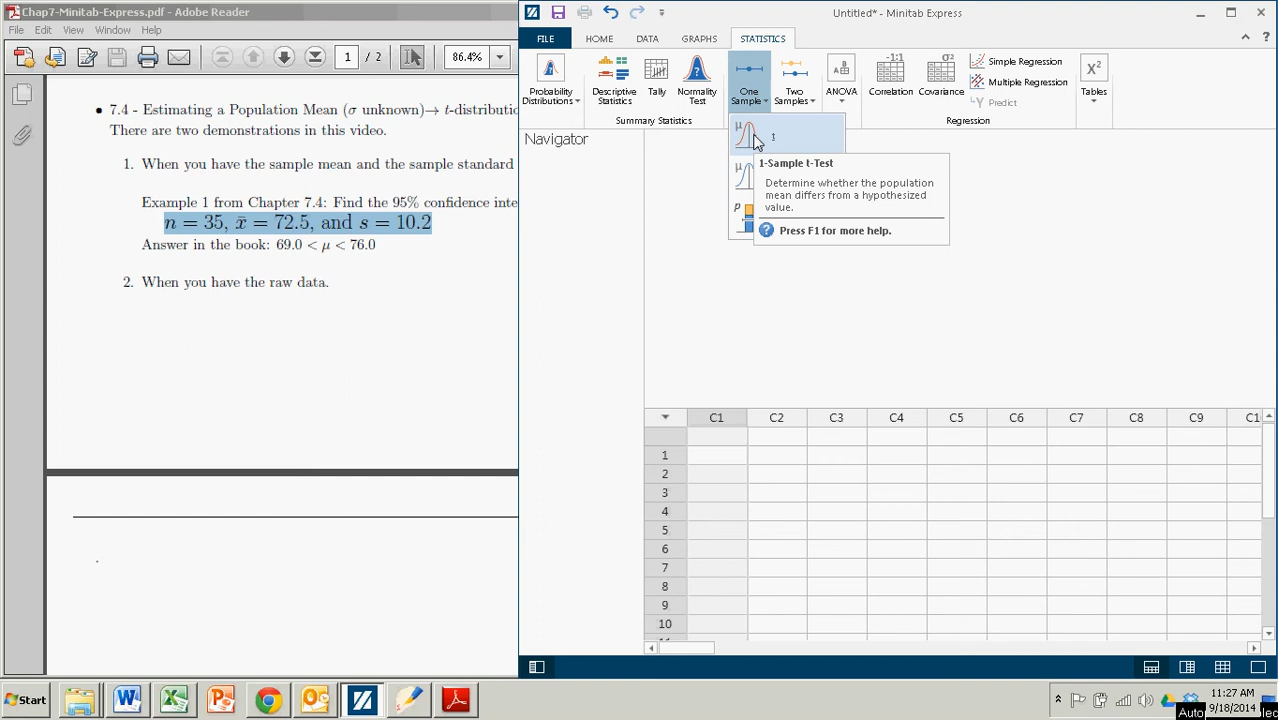 Chap7-Minitab-Express.pdf - Adobe Reader
File Edit View Window Help
1 / 2 86.4%
• 7.4 - Estimating a Population Mean (σ unknown)→ t-distributio
There are two demonstrations in this video.
1. When you have the sample mean and the sample standard
Example 1 from Chapter 7.4: Find the 95% confidence inte
n = 35, x̄ = 72.5, and s = 10.2
Answer in the book: 69.0 < μ < 76.0
2. When you have the raw data.
Untitled* - Minitab Express
FILE HOME DATA GRAPHS STATISTICS
Probability Distributions
Descriptive Statistics
Tally
Normality Test
Summary Statistics
One Sample
Two Samples
ANOVA
Correlation
Covariance
Simple Regression
Multiple Regression
Predict
Regression
X²
Tables
Navigator
μ t
1-Sample t-Test
Determine whether the population
mean differs from a hypothesized
value.
Press F1 for more help.
μ
p
C1 C2 C3 C4 C5 C6 C7 C8 C9 C1
1
2
3
4
5
6
7
8
9
10
Start
11:27 AM
9/18/2014